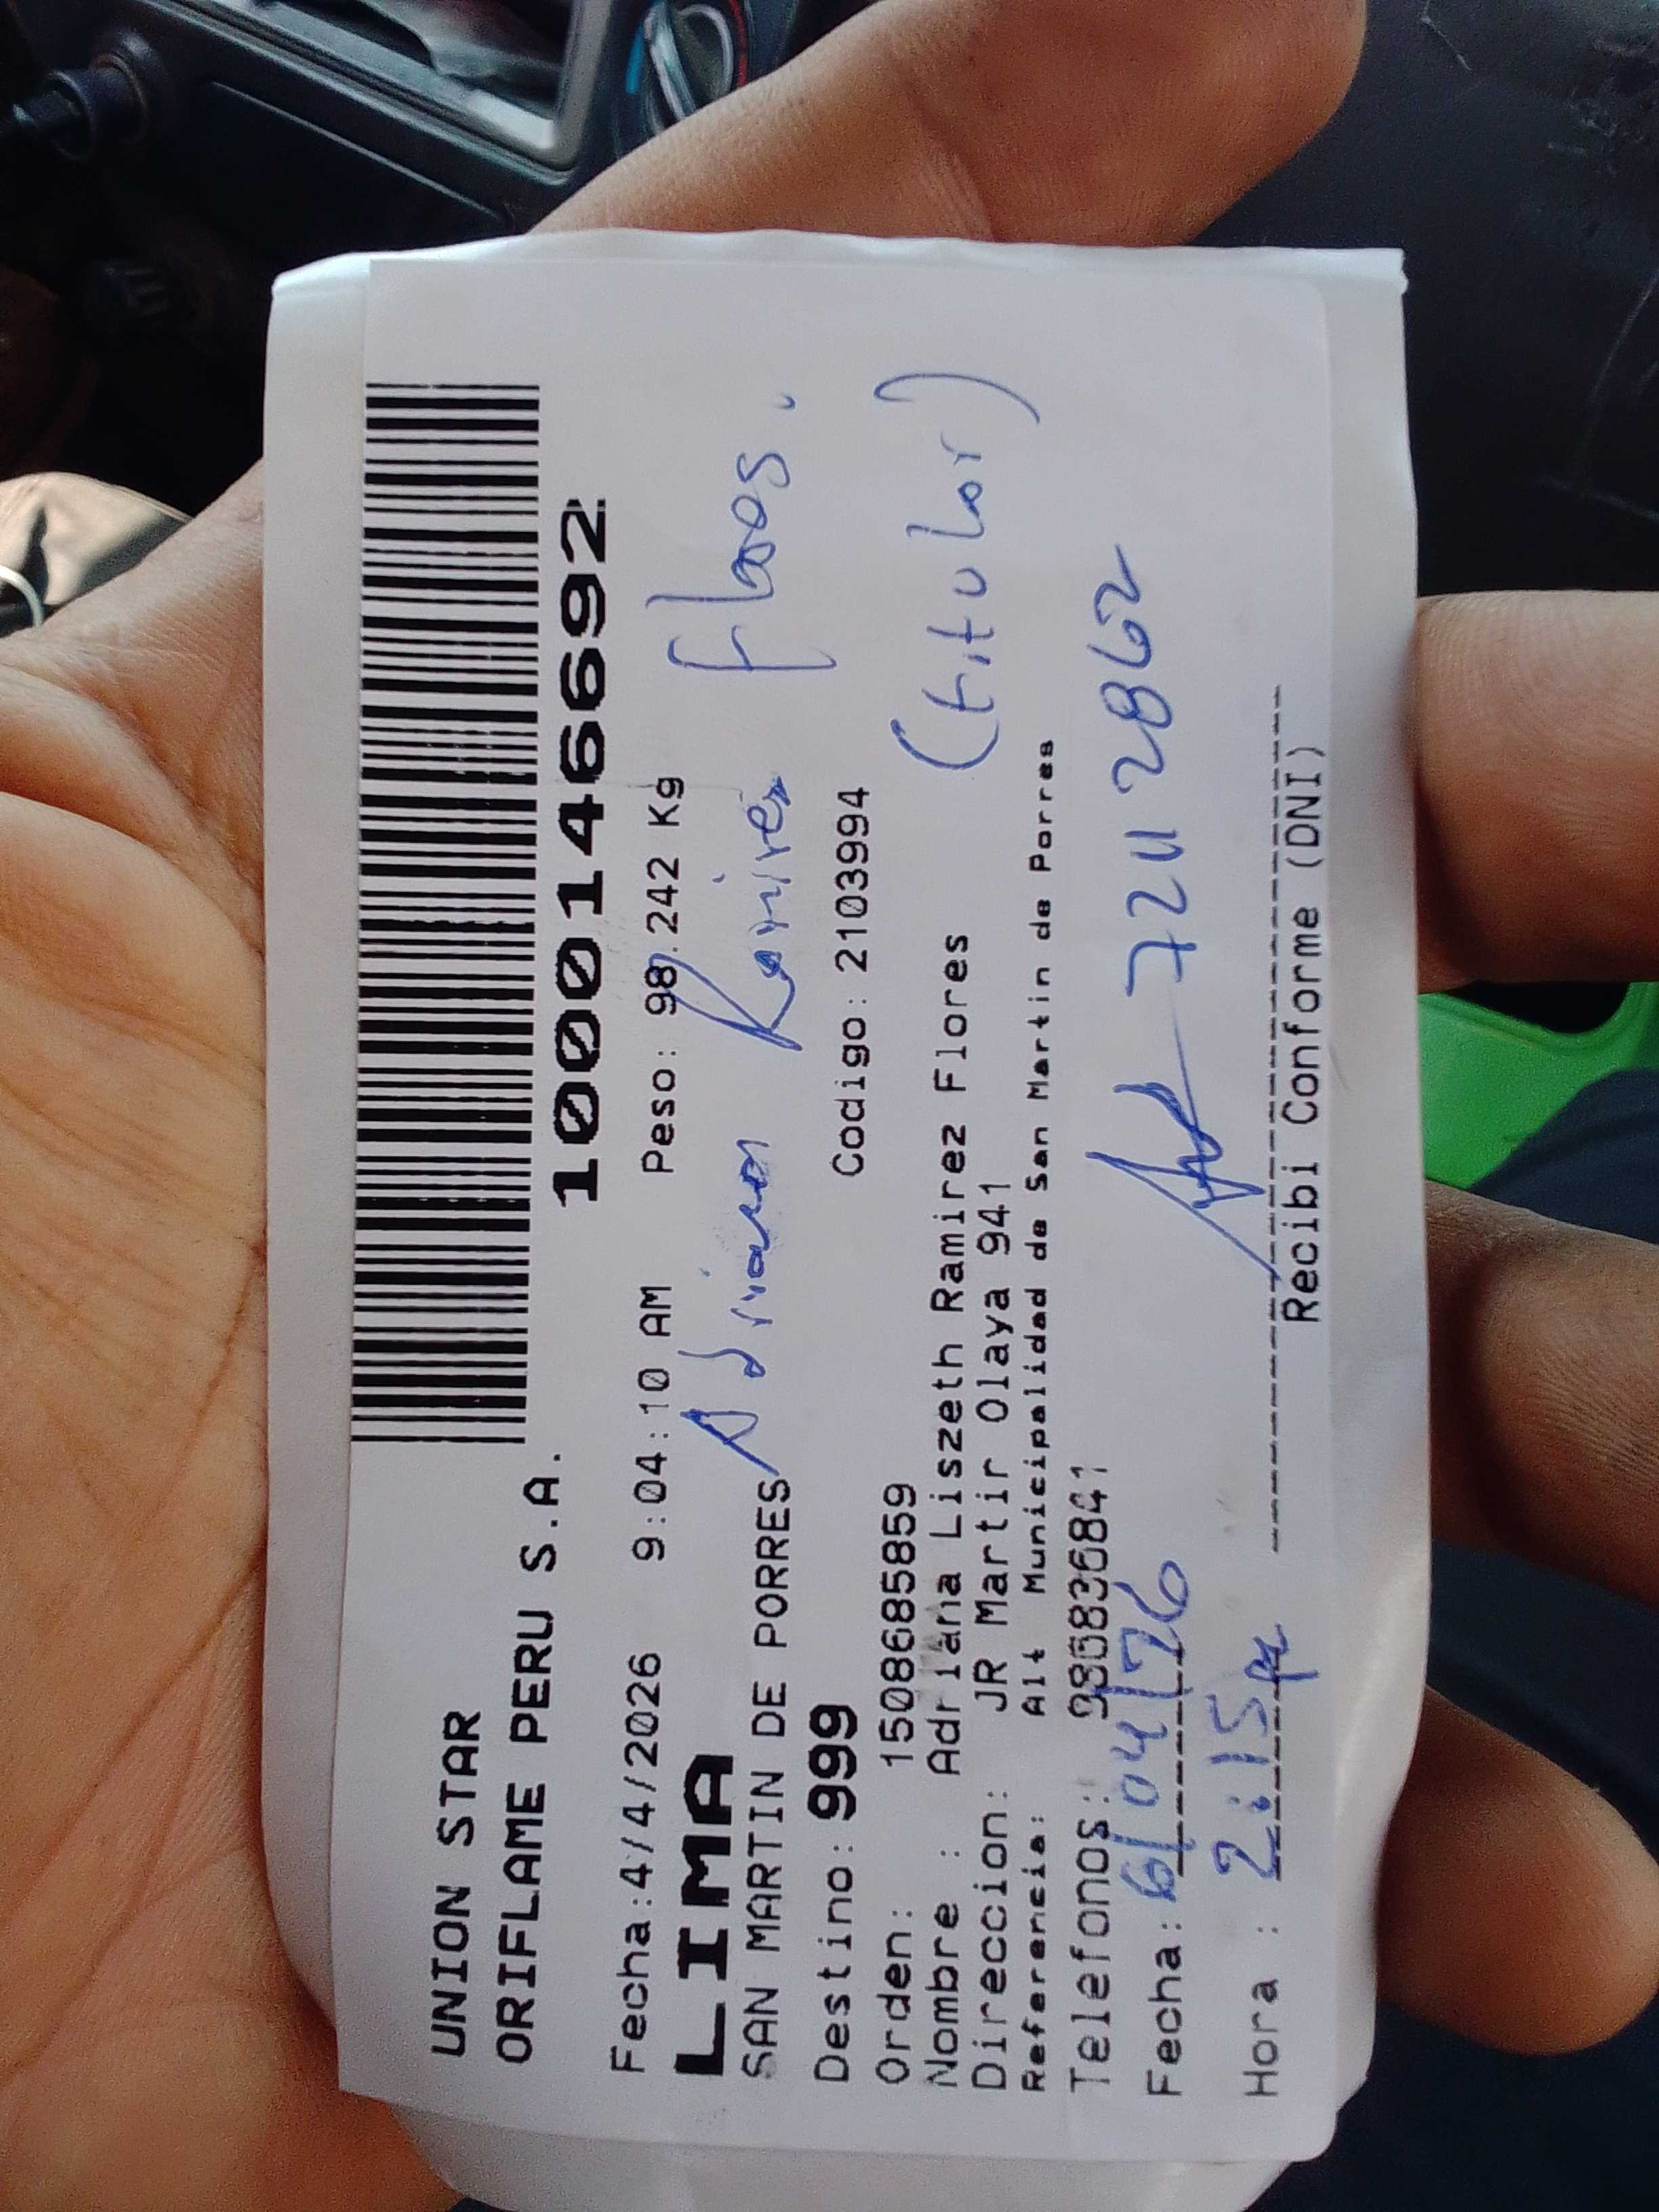 UNION STAR
ORIFLAME PERU S.A.
1000146692
Fecha:4/4/2026 9:04:10 AM Peso: 98.242 Kg
LIMA
SAN MARTIN DE PORRES
Adriana Ramirez Flores.
Destino: 999 Codigo: 2103994
Orden: 1508685859
(titular)
Nombre : Adriana Liszeth Ramirez Flores
Direccion: JR Martir Olaya 941
Referencia: Alt Municipalidad de San Martin de Porres
Telefonos:
72112862
Fecha: 6/04/26
Hora : 2:15
Recibi Conforme (DNI)